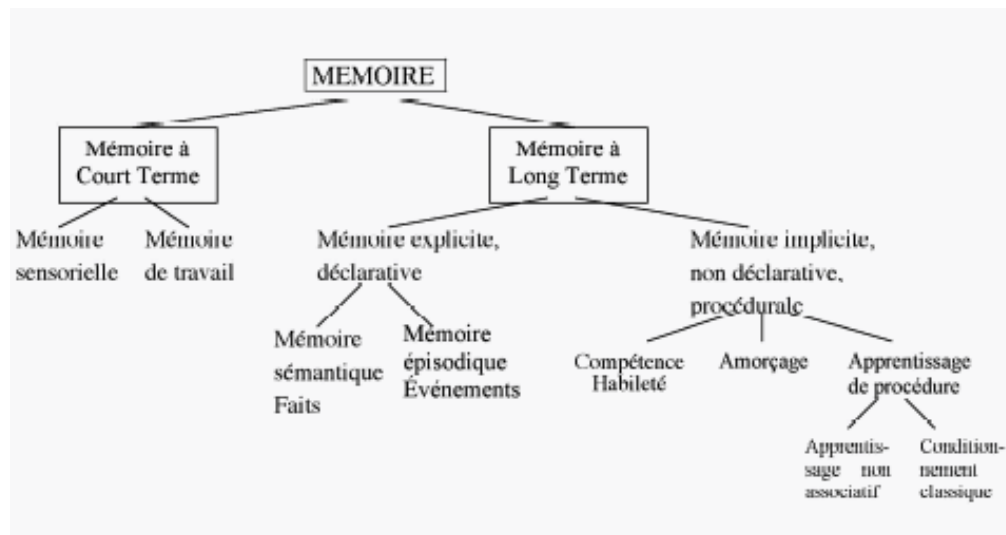 MEMOIRE
Mémoire à
Court Terme
Mémoire à
Long Terme
Mémoire
sensorielle
Mémoire
de travail
Mémoire explicite,
déclarative
Mémoire implicite,
non déclarative,
procédurale
Mémoire
sémantique
Faits
Mémoire
épisodique
Événements
Compétence
Habileté
Amorçage
Apprentissage
de procédure
Apprentis-
sage non
associatif
Condition-
nement
classique